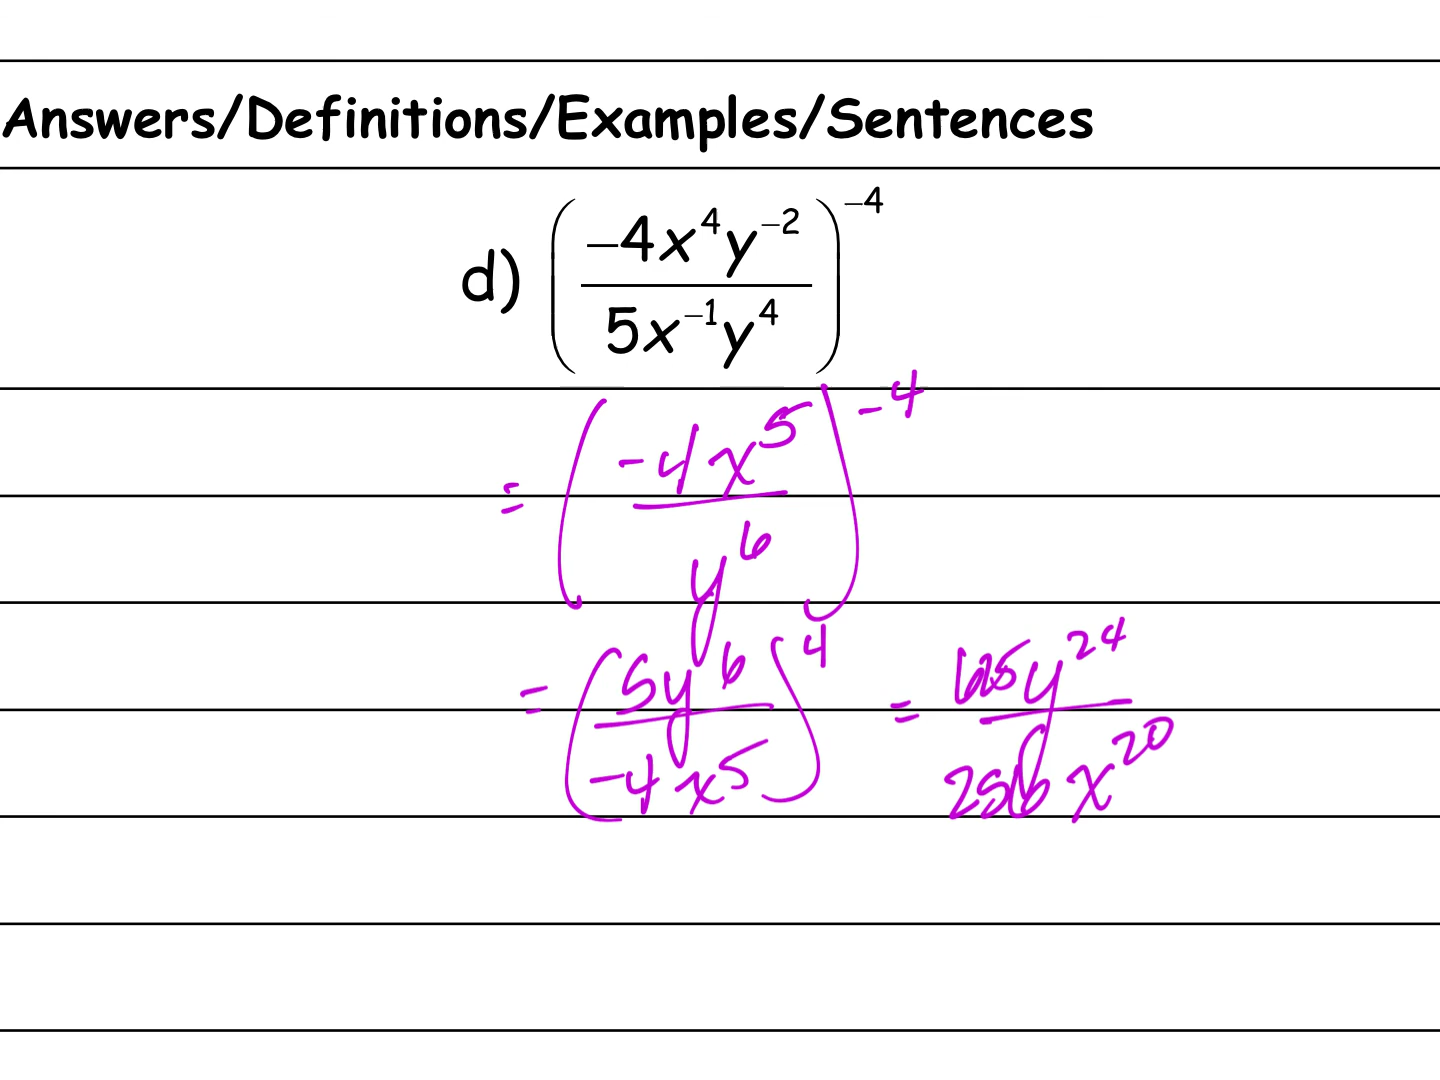 Answers/Definitions/Examples/Sentences
d) (−4x⁴y⁻² / 5x⁻¹y⁴)⁻⁴
= (-4x⁵ / y⁶)⁻⁴
= (5y⁶ / -4x⁵)⁴ = 625y²⁴ / 256x²⁰